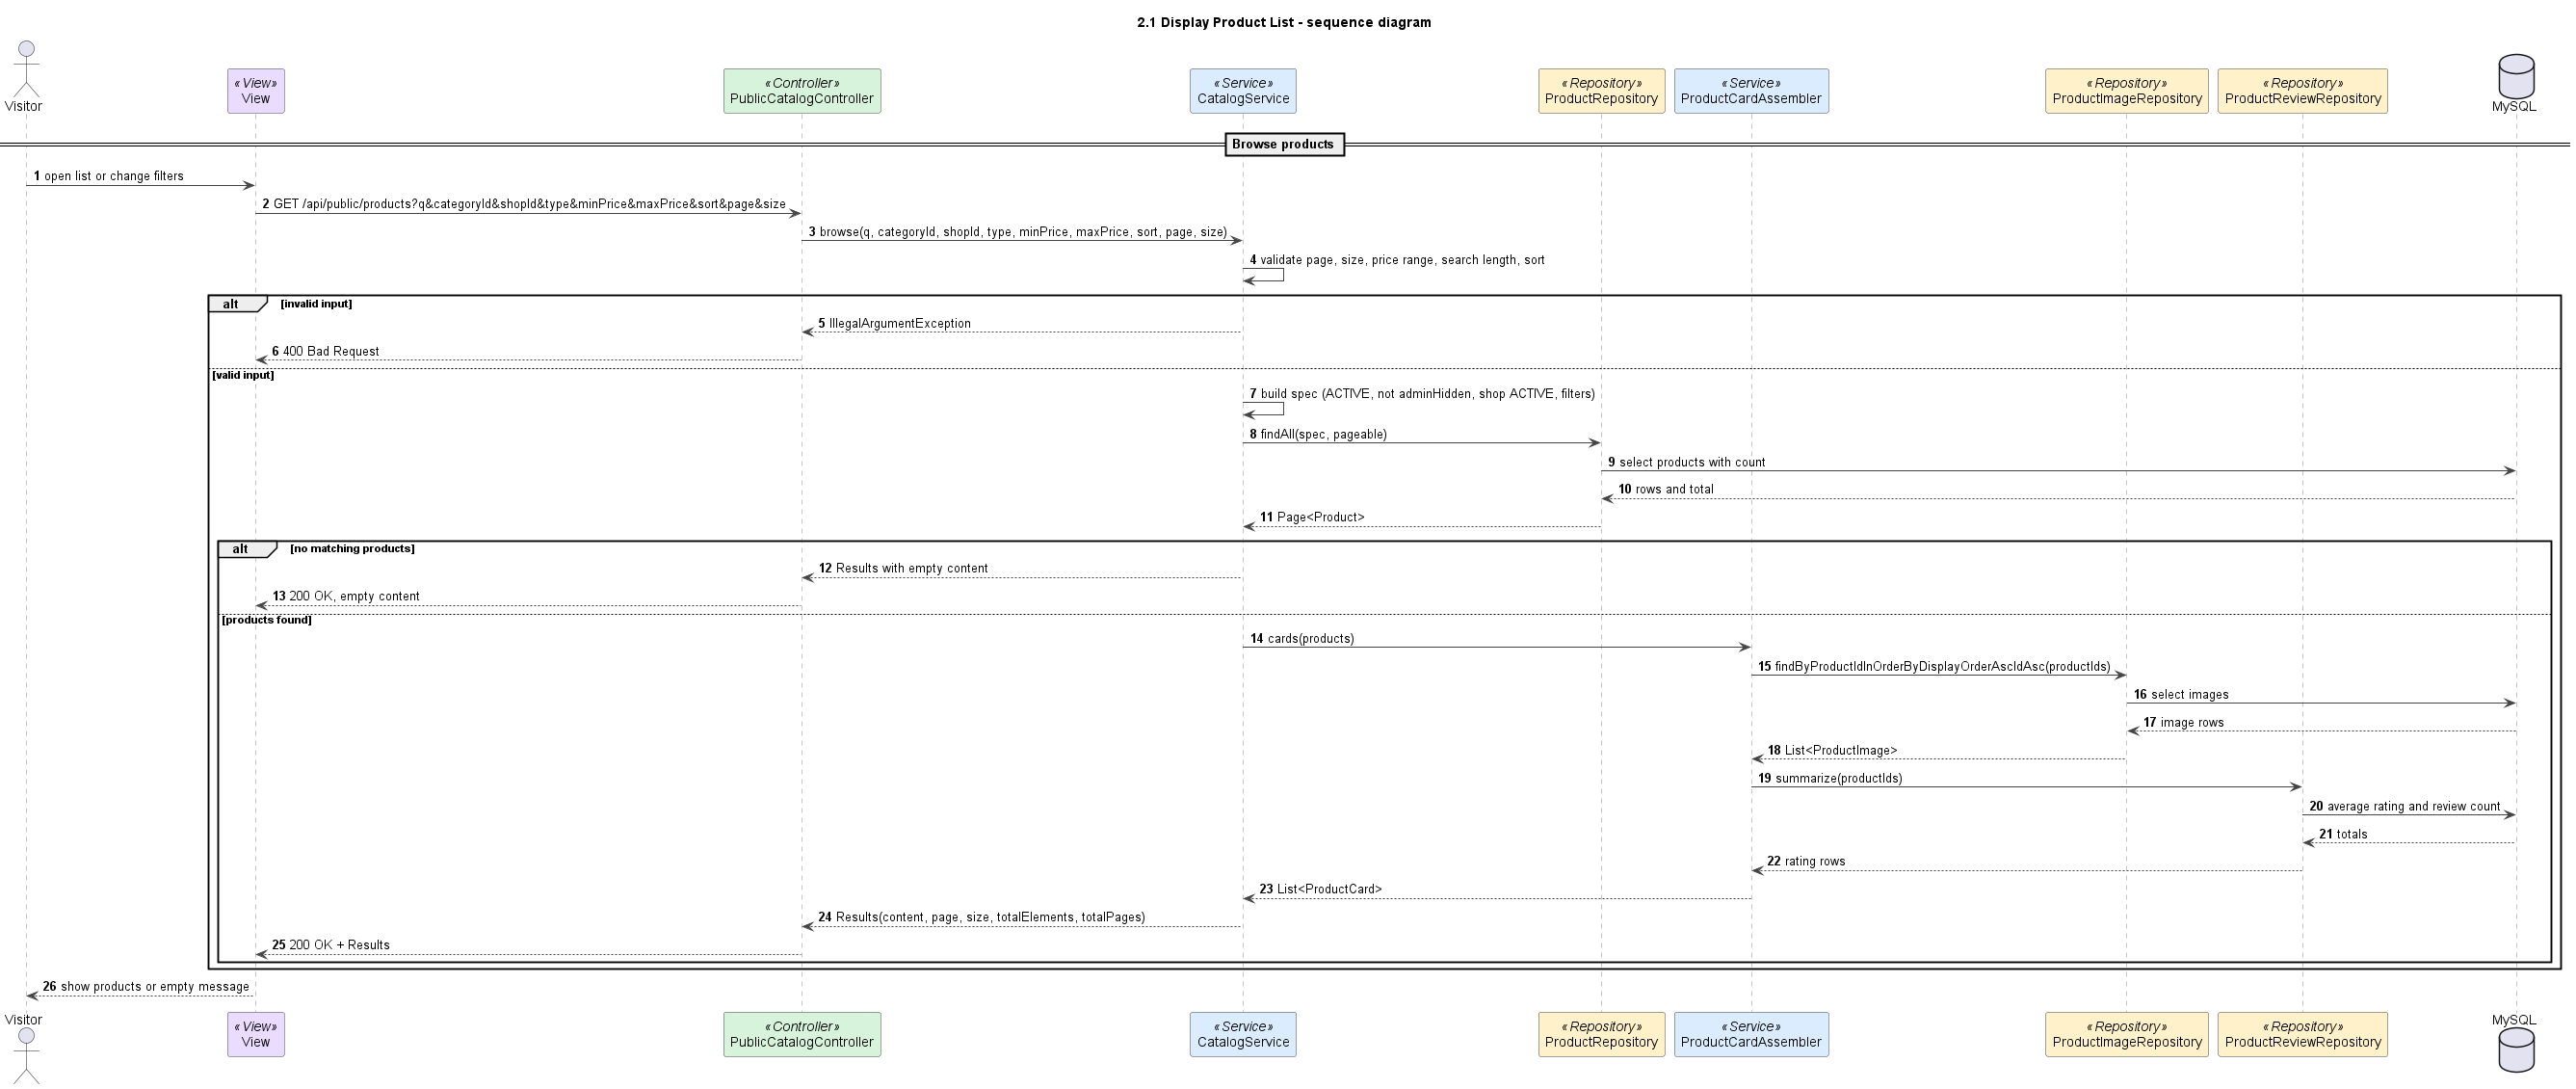 2.1 Display Product List - sequence diagram
Visitor
«View»
View
«Controller»
PublicCatalogController
«Service»
CatalogService
«Repository»
ProductRepository
«Service»
ProductCardAssembler
«Repository»
ProductImageRepository
«Repository»
ProductReviewRepository
MySQL
Browse products
1 open list or change filters
2 GET /api/public/products?q&categoryId&shopId&type&minPrice&maxPrice&sort&page&size
3 browse(q, categoryId, shopId, type, minPrice, maxPrice, sort, page, size)
4 validate page, size, price range, search length, sort
alt [invalid input]
5 IllegalArgumentException
6 400 Bad Request
[valid input]
7 build spec (ACTIVE, not adminHidden, shop ACTIVE, filters)
8 findAll(spec, pageable)
9 select products with count
10 rows and total
11 Page<Product>
alt [no matching products]
12 Results with empty content
13 200 OK, empty content
[products found]
14 cards(products)
15 findByProductIdInOrderByDisplayOrderAscIdAsc(productIds)
16 select images
17 image rows
18 List<ProductImage>
19 summarize(productIds)
20 average rating and review count
21 totals
22 rating rows
23 List<ProductCard>
24 Results(content, page, size, totalElements, totalPages)
25 200 OK + Results
26 show products or empty message
Visitor
«View»
View
«Controller»
PublicCatalogController
«Service»
CatalogService
«Repository»
ProductRepository
«Service»
ProductCardAssembler
«Repository»
ProductImageRepository
«Repository»
ProductReviewRepository
MySQL